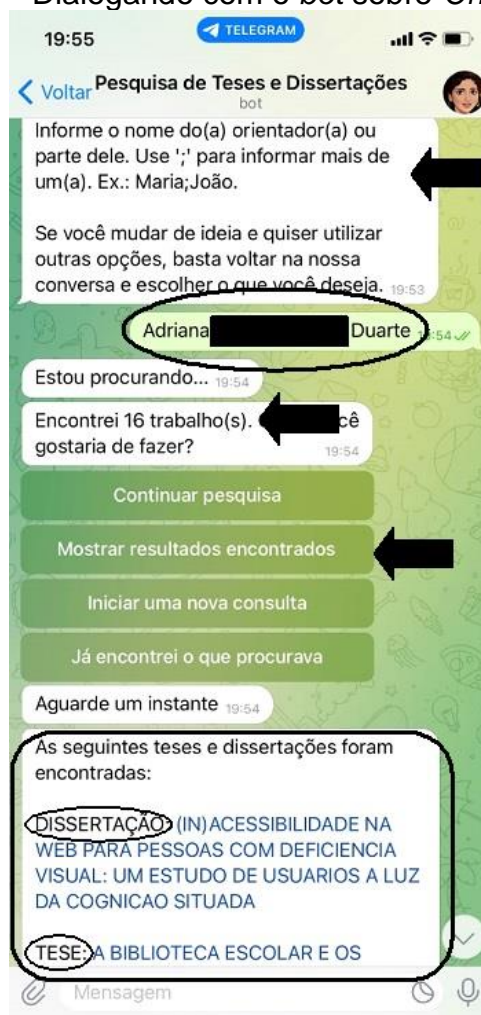 Dialogando com o bot sobre
19:55
TELEGRAM
Voltar Pesquisa de Teses e Dissertações
bot
Informe o nome do(a) orientador(a) ou
parte dele. Use ';' para informar mais de
um(a). Ex.: Maria;João.
Se você mudar de ideia e quiser utilizar
outras opções, basta voltar na nossa
conversa e escolher o que você deseja. 19:53
Adriana Duarte
Estou procurando... 19:54
Encontrei 16 trabalho(s).
gostaria de fazer? 19:54
Continuar pesquisa
Mostrar resultados encontrados
Iniciar uma nova consulta
Já encontrei o que procurava
Aguarde um instante 19:54
As seguintes teses e dissertações foram
encontradas:
DISSERTAÇÃO: (IN)ACESSIBILIDADE NA
WEB PARA PESSOAS COM DEFICIENCIA
VISUAL: UM ESTUDO DE USUARIOS A LUZ
DA COGNICAO SITUADA
TESE: A BIBLIOTECA ESCOLAR E OS
Mensagem